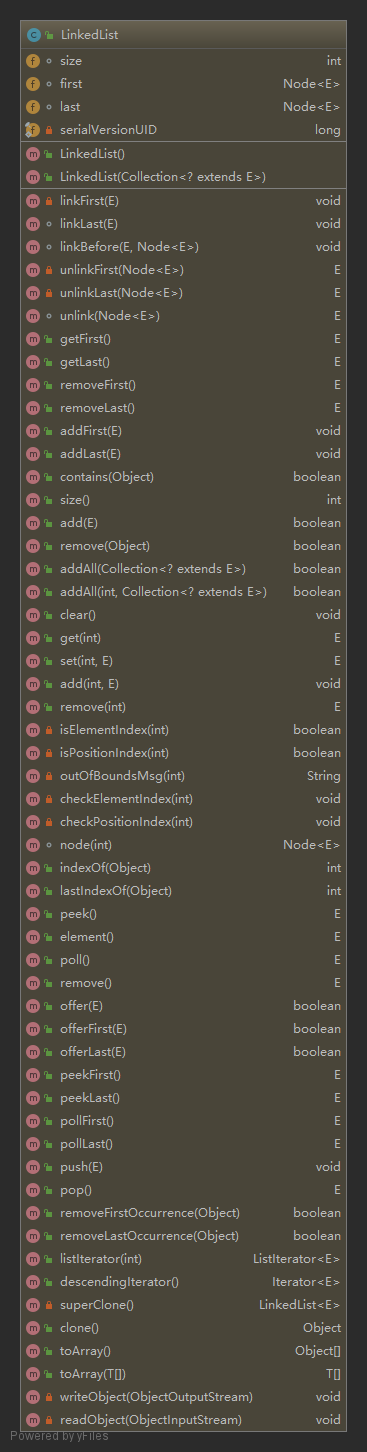 LinkedList
size int
first Node<E>
last Node<E>
serialVersionUID long
LinkedList()
LinkedList(Collection<? extends E>)
linkFirst(E) void
linkLast(E) void
linkBefore(E, Node<E>) void
unlinkFirst(Node<E>) E
unlinkLast(Node<E>) E
unlink(Node<E>) E
getFirst() E
getLast() E
removeFirst() E
removeLast() E
addFirst(E) void
addLast(E) void
contains(Object) boolean
size() int
add(E) boolean
remove(Object) boolean
addAll(Collection<? extends E>) boolean
addAll(int, Collection<? extends E>) boolean
clear() void
get(int) E
set(int, E) E
add(int, E) void
remove(int) E
isElementIndex(int) boolean
isPositionIndex(int) boolean
outOfBoundsMsg(int) String
checkElementIndex(int) void
checkPositionIndex(int) void
node(int) Node<E>
indexOf(Object) int
lastIndexOf(Object) int
peek() E
element() E
poll() E
remove() E
offer(E) boolean
offerFirst(E) boolean
offerLast(E) boolean
peekFirst() E
peekLast() E
pollFirst() E
pollLast() E
push(E) void
pop() E
removeFirstOccurrence(Object) boolean
removeLastOccurrence(Object) boolean
listIterator(int) ListIterator<E>
descendingIterator() Iterator<E>
superClone() LinkedList<E>
clone() Object
toArray() Object[]
toArray(T[]) T[]
writeObject(ObjectOutputStream) void
readObject(ObjectInputStream) void
Powered by yFiles